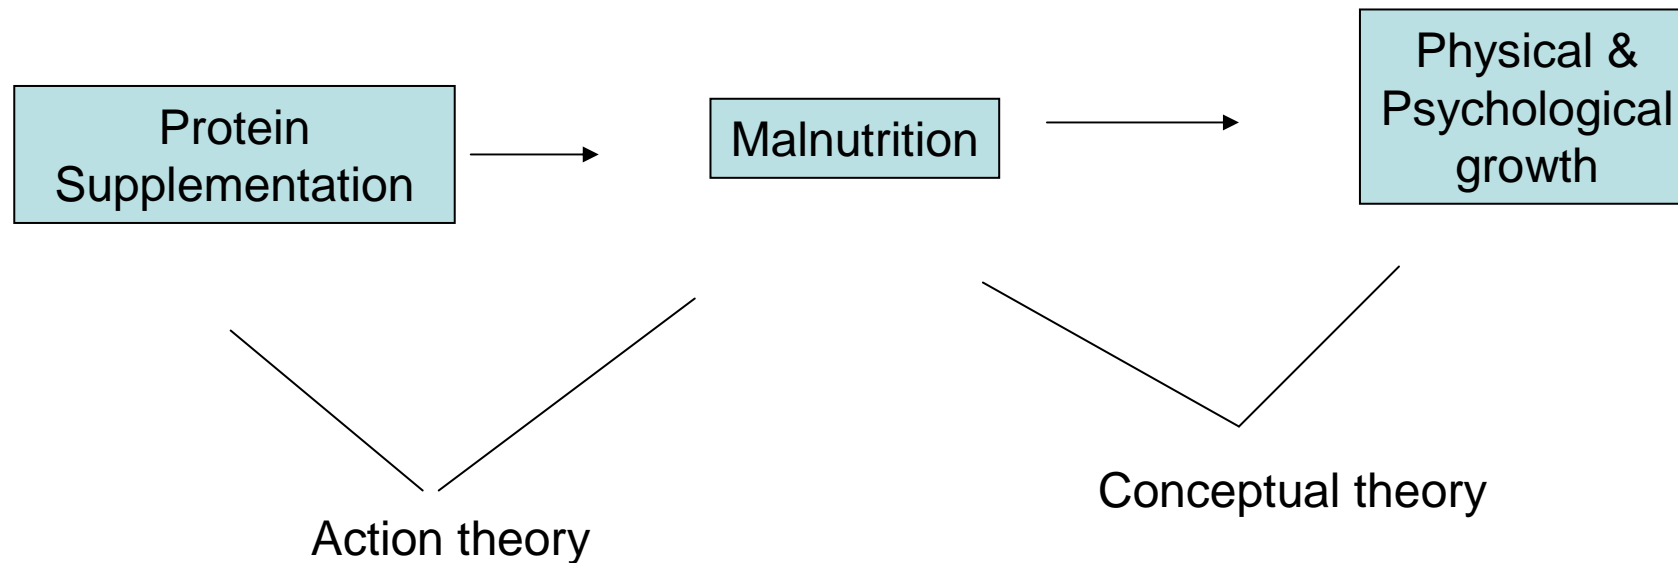 Protein
Supplementation
Malnutrition
Physical &
Psychological
growth
Action theory
Conceptual theory